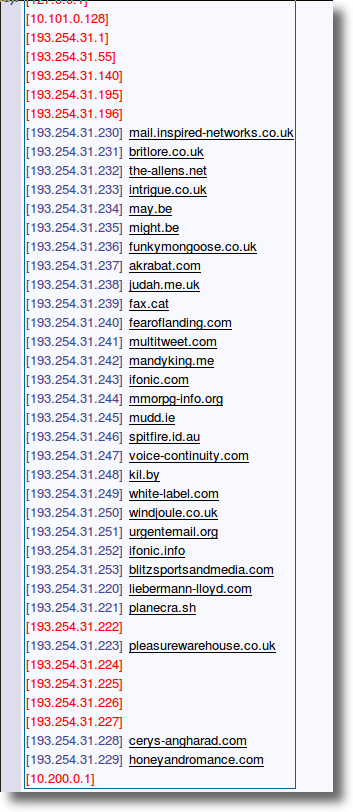 [10.101.0.128]
[193.254.31.1]
[193.254.31.55]
[193.254.31.140]
[193.254.31.195]
[193.254.31.196]
[193.254.31.230] mail.inspired-networks.co.uk
[193.254.31.231] britlore.co.uk
[193.254.31.232] the-allens.net
[193.254.31.233] intrigue.co.uk
[193.254.31.234] may.be
[193.254.31.235] might.be
[193.254.31.236] funkymongoose.co.uk
[193.254.31.237] akrabat.com
[193.254.31.238] judah.me.uk
[193.254.31.239] fax.cat
[193.254.31.240] fearoflanding.com
[193.254.31.241] multitweet.com
[193.254.31.242] mandyking.me
[193.254.31.243] ifonic.com
[193.254.31.244] mmorpg-info.org
[193.254.31.245] mudd.ie
[193.254.31.246] spitfire.id.au
[193.254.31.247] voice-continuity.com
[193.254.31.248] kil.by
[193.254.31.249] white-label.com
[193.254.31.250] windjoule.co.uk
[193.254.31.251] urgentemail.org
[193.254.31.252] ifonic.info
[193.254.31.253] blitzsportsandmedia.com
[193.254.31.220] liebermann-lloyd.com
[193.254.31.221] planecra.sh
[193.254.31.222]
[193.254.31.223] pleasurewarehouse.co.uk
[193.254.31.224]
[193.254.31.225]
[193.254.31.226]
[193.254.31.227]
[193.254.31.228] cerys-angharad.com
[193.254.31.229] honeyandromance.com
[10.200.0.1]